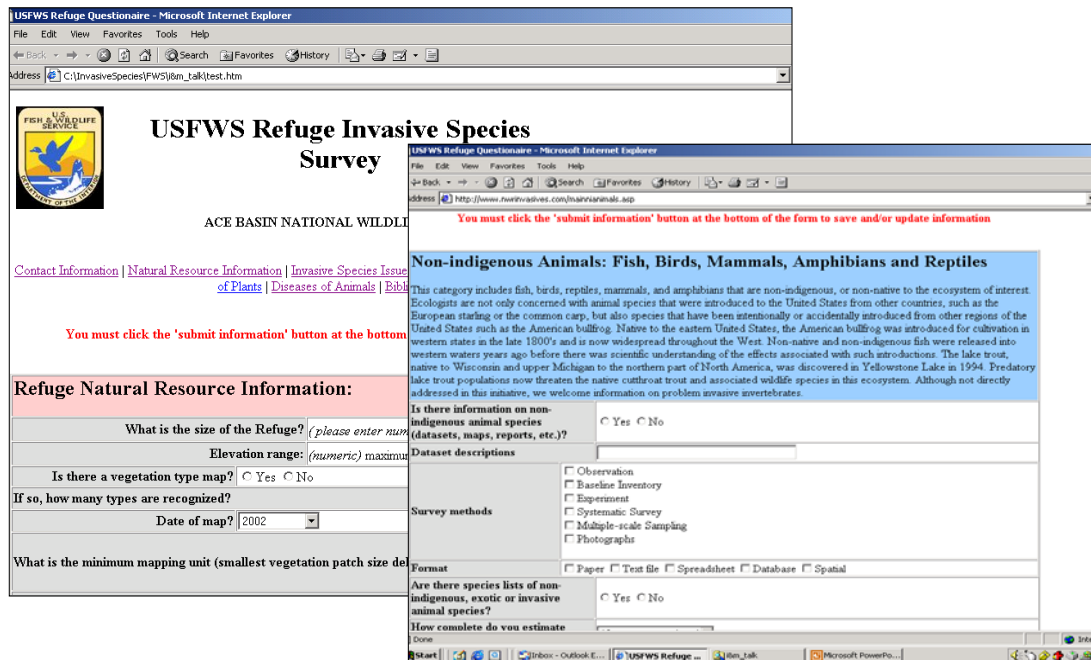 USFWS Refuge Questionaire - Microsoft Internet Explorer
File Edit View Favorites Tools Help
Back Search Favorites History
Address C:\InvasiveSpecies\FWS\i&m_talk\test.htm
U.S.
FISH & WILDLIFE
SERVICE
DEPARTMENT OF THE INTERIOR
USFWS Refuge Invasive Species
Survey
ACE BASIN NATIONAL WILDLI
Contact Information | Natural Resource Information | Invasive Species Issue
of Plants | Diseases of Animals | Bibl
You must click the 'submit information' button at the bottom
Refuge Natural Resource Information:
What is the size of the Refuge? (please enter num
Elevation range: (numeric) maximu
Is there a vegetation type map? Yes No
If so, how many types are recognized?
Date of map? 2002
What is the minimum mapping unit (smallest vegetation patch size del
USFWS Refuge Questionaire - Microsoft Internet Explorer
File Edit View Favorites Tools Help
Back Search Favorites History
Address http://www.nwrinvasives.com/mainnianimals.asp
You must click the 'submit information' button at the bottom of the form to save and/or update information
Non-indigenous Animals: Fish, Birds, Mammals, Amphibians and Reptiles
This category includes fish, birds, reptiles, mammals, and amphibians that are non-indigenous, or non-native to the ecosystem of interest.
Ecologists are not only concerned with animal species that were introduced to the United States from other countries, such as the
European starling or the common carp, but also species that have been intentionally or accidentally introduced from other regions of the
United States such as the American bullfrog. Native to the eastern United States, the American bullfrog was introduced for cultivation in
western states in the late 1800's and is now widespread throughout the West. Non-native and non-indigenous fish were released into
western waters years ago before there was scientific understanding of the effects associated with such introductions. The lake trout,
native to Wisconsin and upper Michigan to the northern part of North America, was discovered in Yellowstone Lake in 1994. Predatory
lake trout populations now threaten the native cutthroat trout and associated wildlife species in this ecosystem. Although not directly
addressed in this initiative, we welcome information on problem invasive invertebrates.
Is there information on non-
indigenous animal species
(datasets, maps, reports, etc.)?
Yes No
Dataset descriptions
Survey methods
Observation
Baseline Inventory
Experiment
Systematic Survey
Multiple-scale Sampling
Photographs
Format Paper Text file Spreadsheet Database Spatial
Are there species lists of non-
indigenous, exotic or invasive
animal species?
Yes No
How complete do you estimate
Done Inte
Start Inbox - Outlook E... USFWS Refuge ... i&m_talk Microsoft PowerPo...